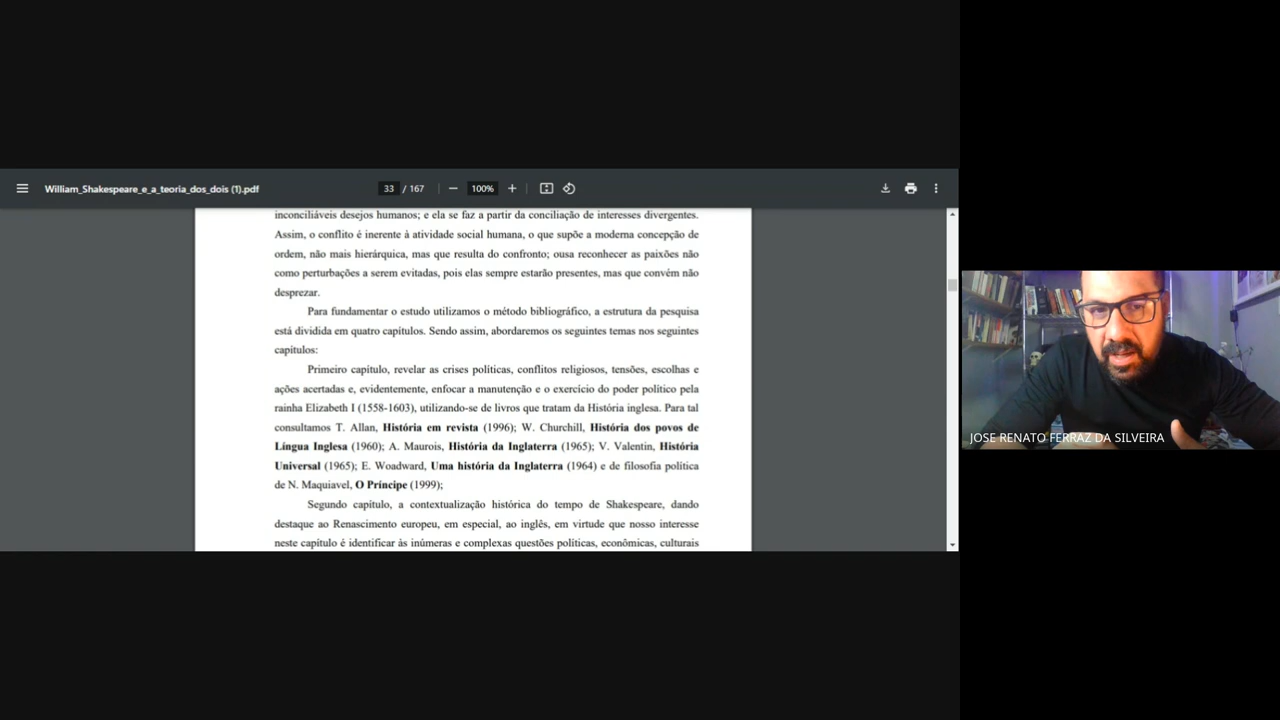 William_Shakespeare_e_a_teoria_dos_dois (1).pdf
33 / 167
100%
inconciliáveis desejos humanos; e ela se faz a partir da conciliação de interesses divergentes.
Assim, o conflito é inerente à atividade social humana, o que supõe a moderna concepção de
ordem, não mais hierárquica, mas que resulta do confronto; ousa reconhecer as paixões não
como perturbações a serem evitadas, pois elas sempre estarão presentes, mas que convém não
desprezar.
Para fundamentar o estudo utilizamos o método bibliográfico, a estrutura da pesquisa
está dividida em quatro capítulos. Sendo assim, abordaremos os seguintes temas nos seguintes
capítulos:
Primeiro capítulo, revelar as crises políticas, conflitos religiosos, tensões, escolhas e
ações acertadas e, evidentemente, enfocar a manutenção e o exercício do poder político pela
rainha Elizabeth I (1558-1603), utilizando-se de livros que tratam da História inglesa. Para tal
consultamos T. Allan, História em revista (1996); W. Churchill, História dos povos de
Língua Inglesa (1960); A. Maurois, História da Inglaterra (1965); V. Valentin, História
Universal (1965); E. Woadward, Uma história da Inglaterra (1964) e de filosofia política
de N. Maquiavel, O Príncipe (1999);
Segundo capítulo, a contextualização histórica do tempo de Shakespeare, dando
destaque ao Renascimento europeu, em especial, ao inglês, em virtude que nosso interesse
neste capítulo é identificar às inúmeras e complexas questões políticas, econômicas, culturais
JOSE RENATO FERRAZ DA SILVEIRA